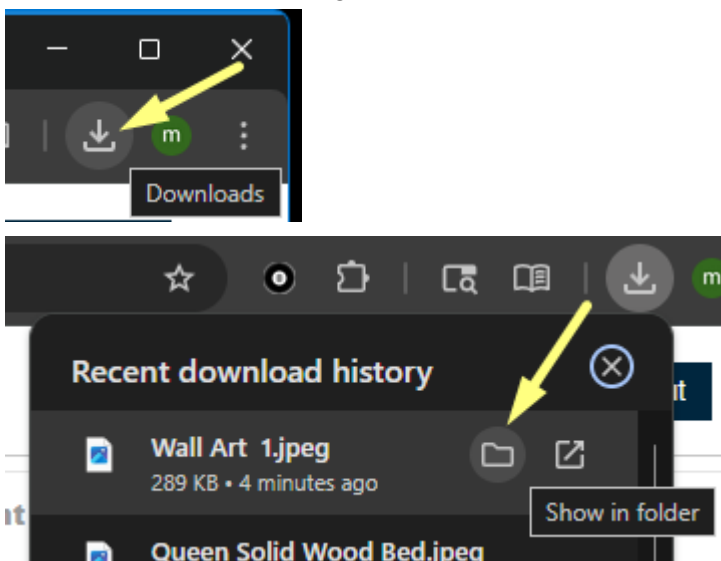 m
Downloads
m
Recent download history
Wall Art 1.jpeg
289 KB • 4 minutes ago
Show in folder
Queen Solid Wood Bed.jpeg